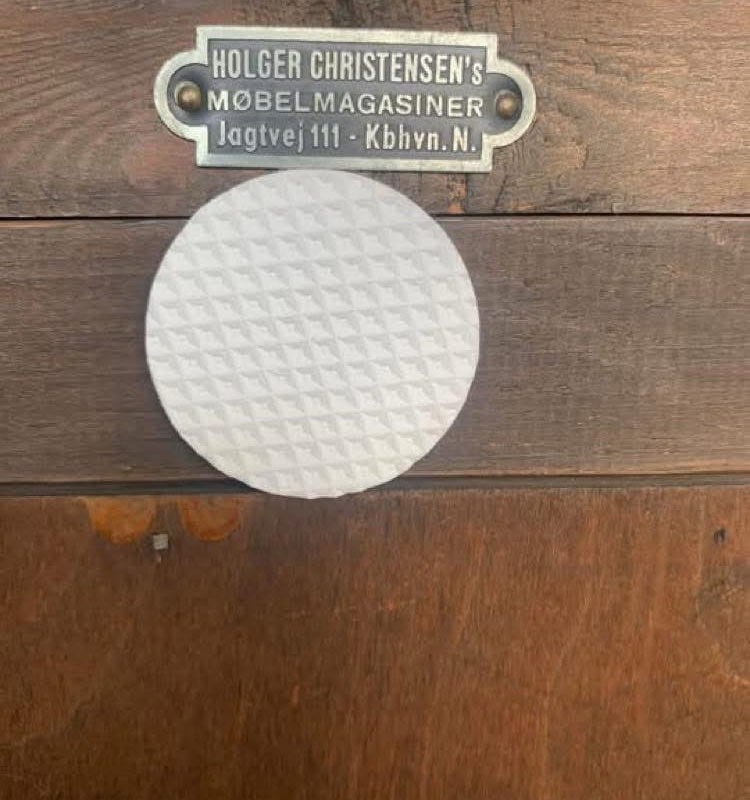 HOLGER CHRISTENSEN's
MØBELMAGASINER
Jagtvej 111 - Kbhvn. N.